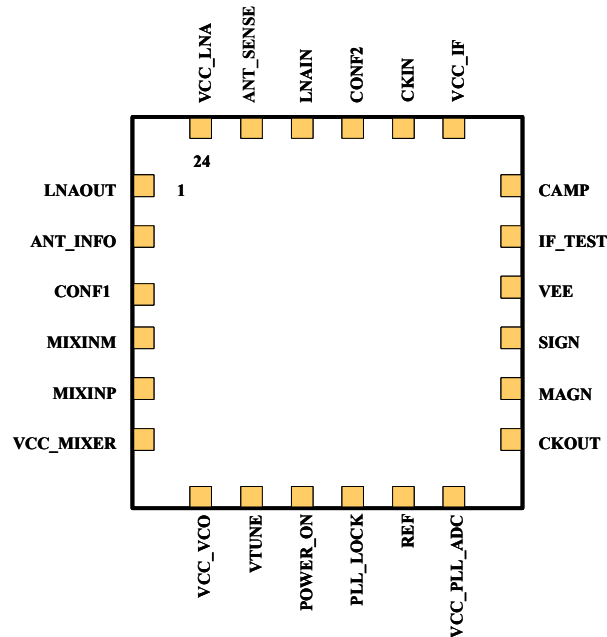 VCC_LNA
ANT_SENSE
LNAIN
CONF2
CKIN
VCC_IF
24
1
LNAOUT
ANT_INFO
CONF1
MIXINM
MIXINP
VCC_MIXER
CAMP
IF_TEST
VEE
SIGN
MAGN
CKOUT
VCC_VCO
VTUNE
POWER_ON
PLL_LOCK
REF
VCC_PLL_ADC